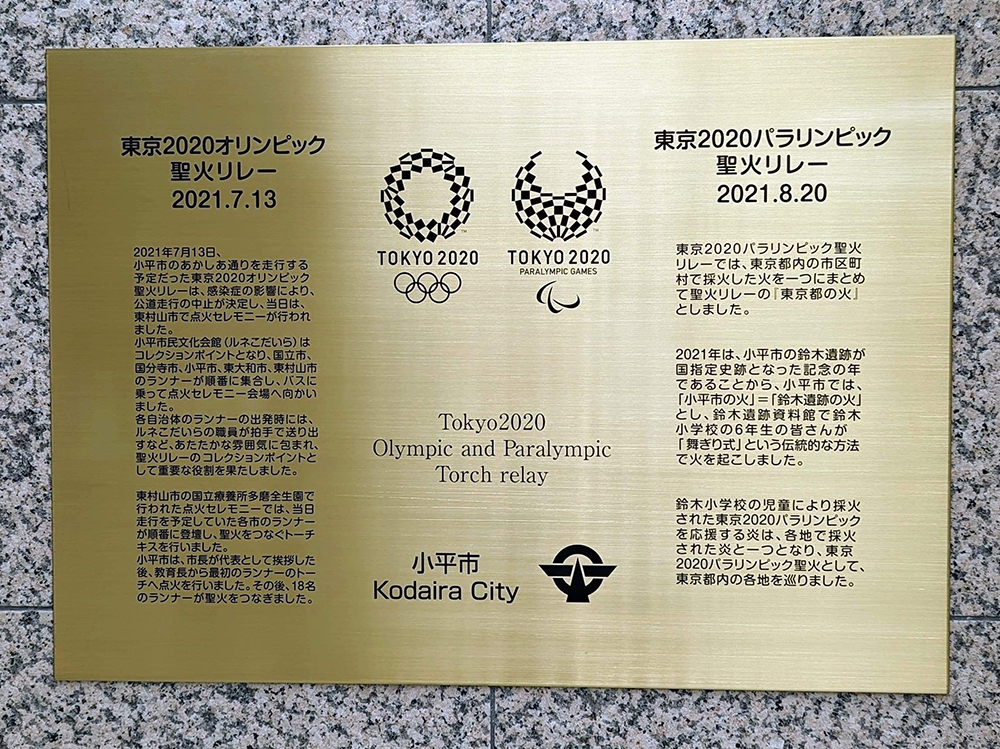 東京2020オリンピック
聖火リレー
2021.7.13
2021年7月13日、
小平市のあかしあ通りを走行する
予定だった東京2020オリンピック
聖火リレーは、感染症の影響により、
公道走行の中止が決定し、当日は、
東村山市で点火セレモニーが行われ
ました。
小平市民文化会館（ルネこだいら）は
コレクションポイントとなり、国立市、
国分寺市、小平市、東大和市、東村山市
のランナーが順番に集合し、バスに
乗って点火セレモニー会場へ向かい
ました。
各自治体のランナーの出発時には、
ルネこだいらの職員が拍手で送り出
すなど、あたたかな雰囲気に包まれ、
聖火リレーのコレクションポイントと
して重要な役割を果たしました。
東村山市の国立療養所多磨全生園で
行われた点火セレモニーでは、当日
走行を予定していた各市のランナー
が順番に登壇し、聖火をつなぐトーチ
キスを行いました。
小平市は、市長が代表として挨拶した
後、教育長から最初のランナーのトー
チへ点火を行いました。その後、18名
のランナーが聖火をつなぎました。
TOKYO 2020
TOKYO 2020
PARALYMPIC GAMES
Tokyo2020
Olympic and Paralympic
Torch relay
小平市
Kodaira City
東京2020パラリンピック
聖火リレー
2021.8.20
東京2020パラリンピック聖火
リレーでは、東京都内の市区町
村で採火した火を一つにまとめ
て聖火リレーの『東京都の火』
としました。
2021年は、小平市の鈴木遺跡が
国指定史跡となった記念の年
であることから、小平市では、
「小平市の火」＝「鈴木遺跡の火」
とし、鈴木遺跡資料館で鈴木
小学校の6年生の皆さんが
「舞ぎり式」という伝統的な方法
で火を起こしました。
鈴木小学校の児童により採火
された東京2020パラリンピック
を応援する炎は、各地で採火
された炎と一つとなり、東京
2020パラリンピック聖火として、
東京都内の各地を巡りました。